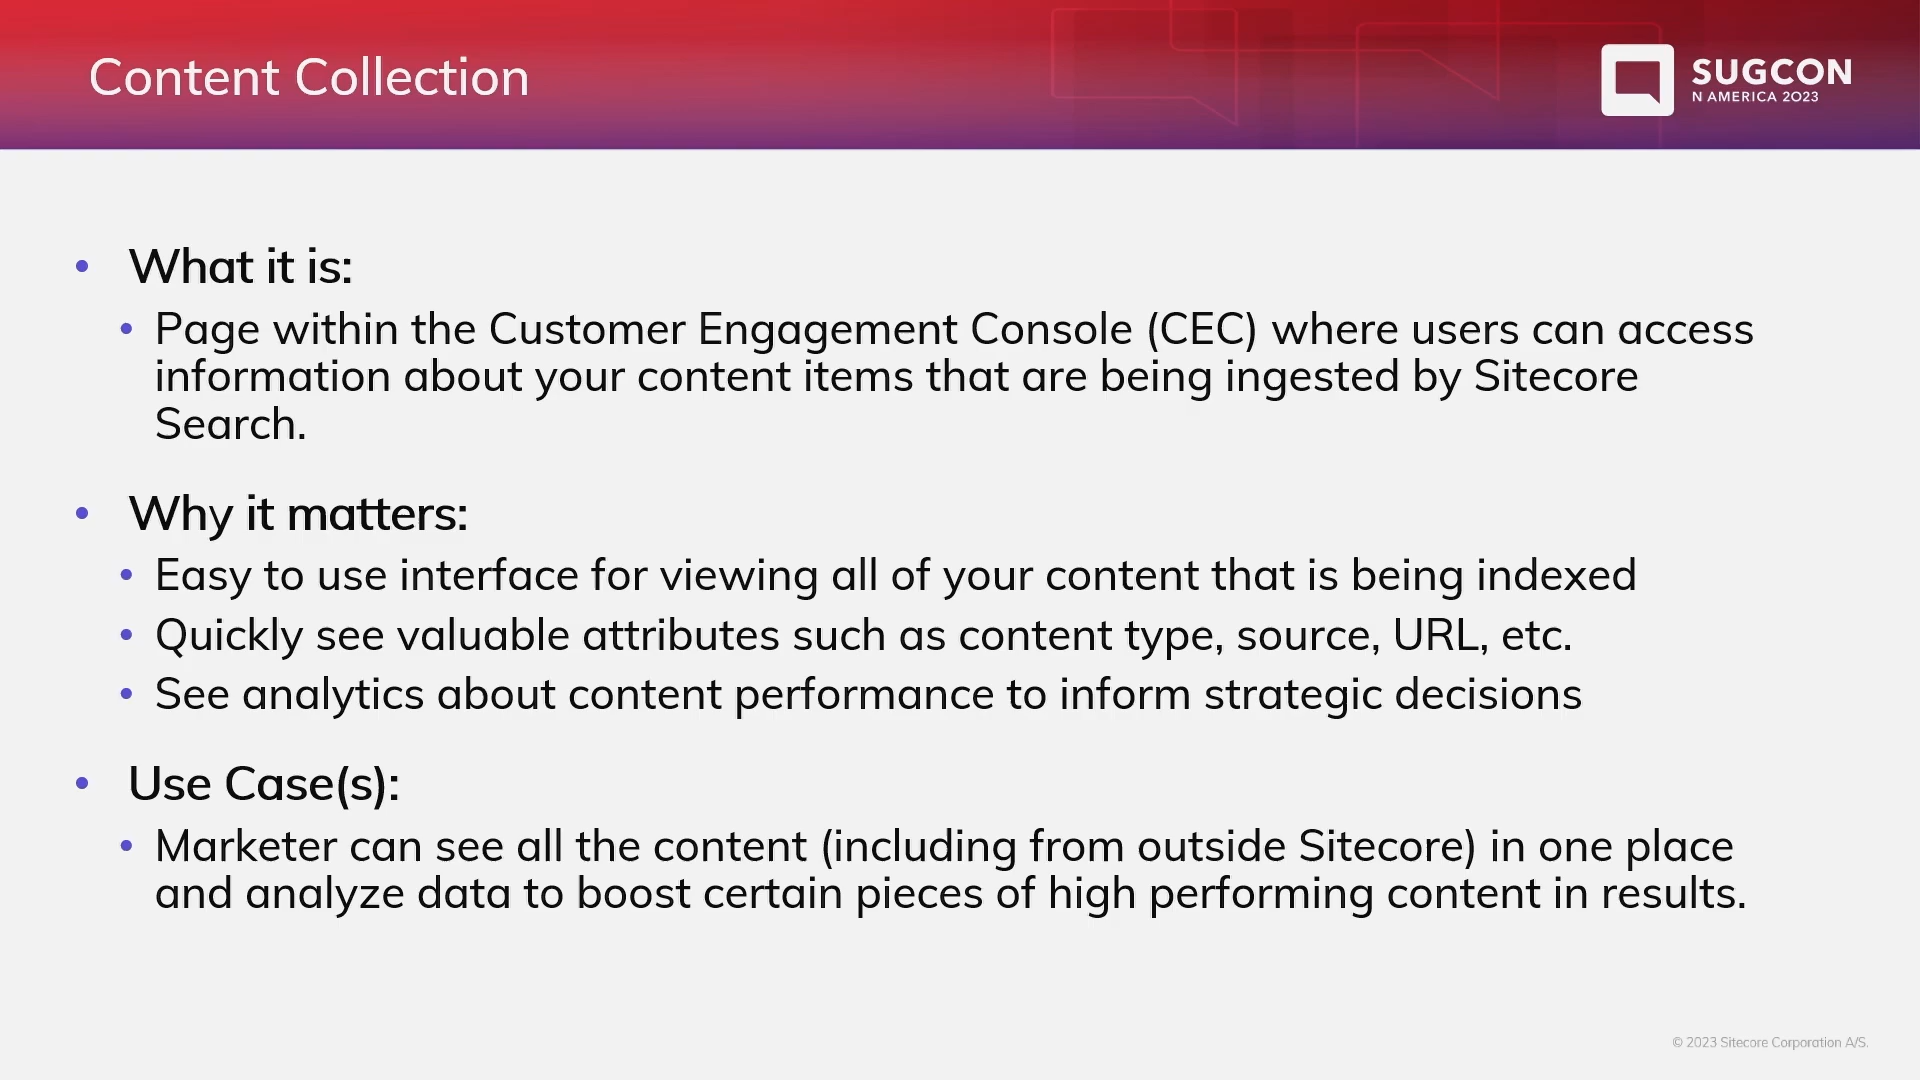 Content Collection
SUGCON
N AMERICA 2023
• What it is:
• Page within the Customer Engagement Console (CEC) where users can access
information about your content items that are being ingested by Sitecore
Search.
• Why it matters:
• Easy to use interface for viewing all of your content that is being indexed
• Quickly see valuable attributes such as content type, source, URL, etc.
• See analytics about content performance to inform strategic decisions
• Use Case(s):
• Marketer can see all the content (including from outside Sitecore) in one place
and analyze data to boost certain pieces of high performing content in results.
© 2023 Sitecore Corporation A/S.